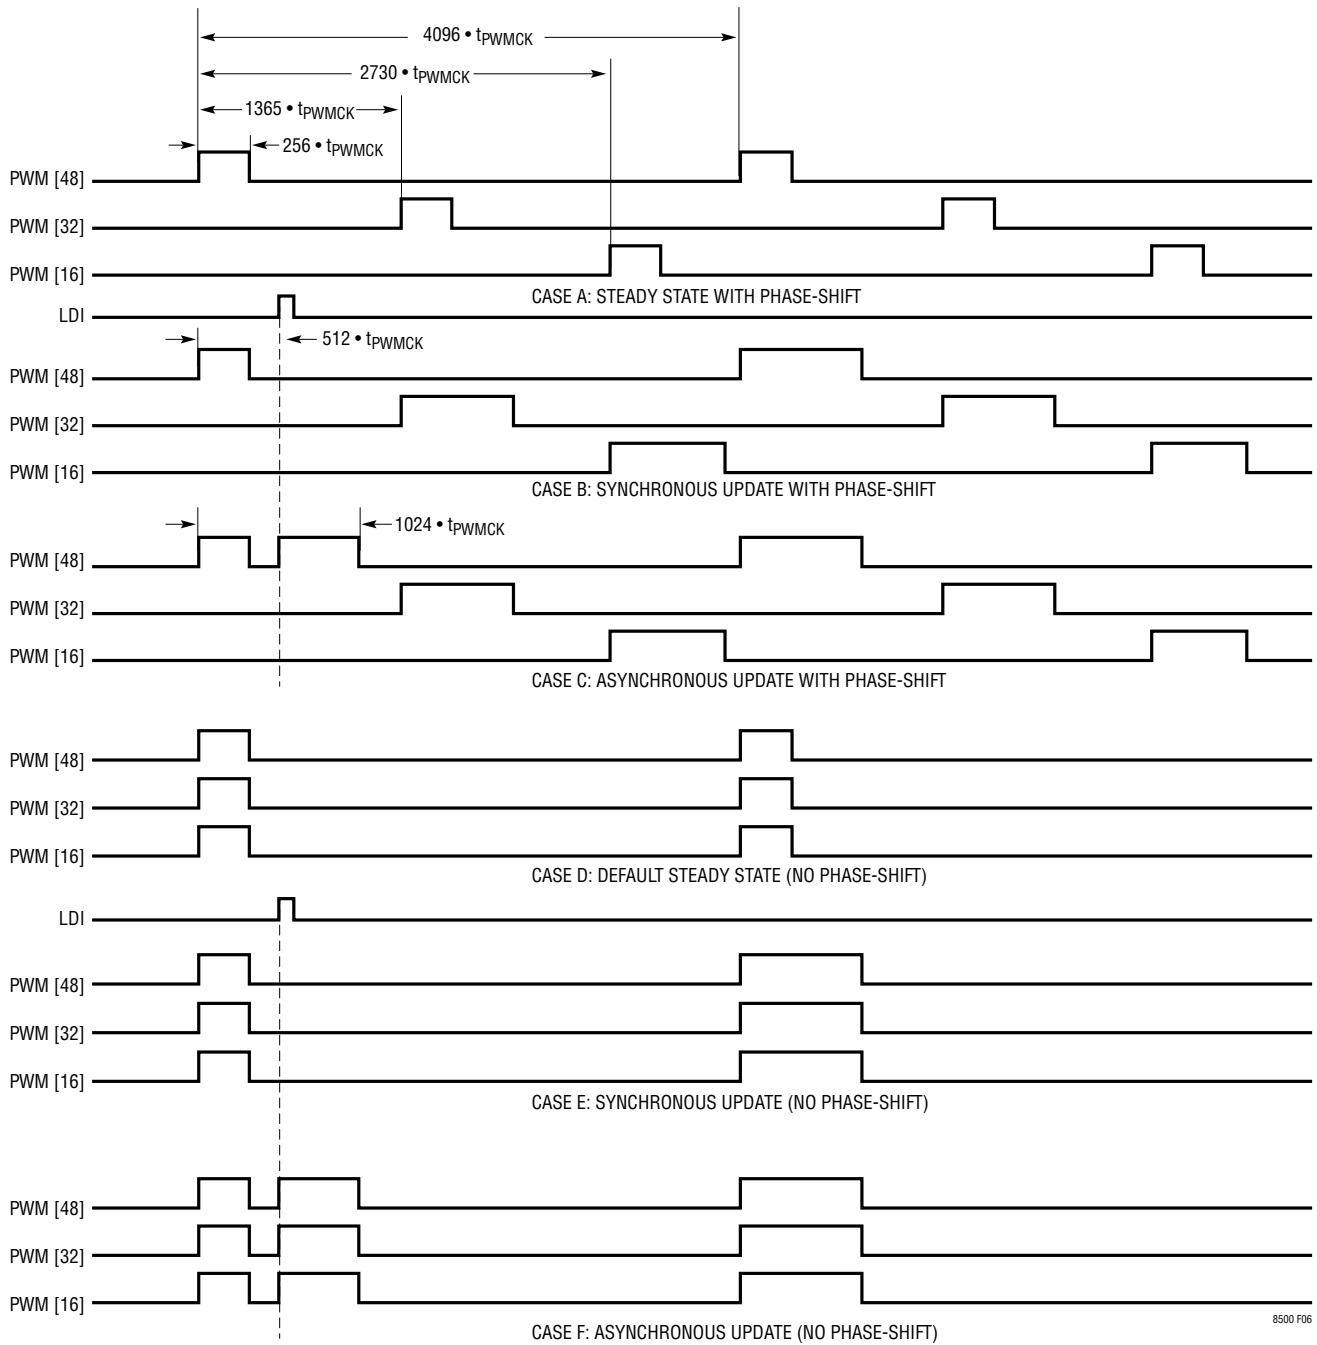 4096 • tPWMCK
2730 • tPWMCK
1365 • tPWMCK
256 • tPWMCK
PWM [48]
PWM [32]
PWM [16]
CASE A: STEADY STATE WITH PHASE-SHIFT
LDI
512 • tPWMCK
PWM [48]
PWM [32]
PWM [16]
CASE B: SYNCHRONOUS UPDATE WITH PHASE-SHIFT
1024 • tPWMCK
PWM [48]
PWM [32]
PWM [16]
CASE C: ASYNCHRONOUS UPDATE WITH PHASE-SHIFT
PWM [48]
PWM [32]
PWM [16]
CASE D: DEFAULT STEADY STATE (NO PHASE-SHIFT)
LDI
PWM [48]
PWM [32]
PWM [16]
CASE E: SYNCHRONOUS UPDATE (NO PHASE-SHIFT)
PWM [48]
PWM [32]
PWM [16]
8500 F06
CASE F: ASYNCHRONOUS UPDATE (NO PHASE-SHIFT)